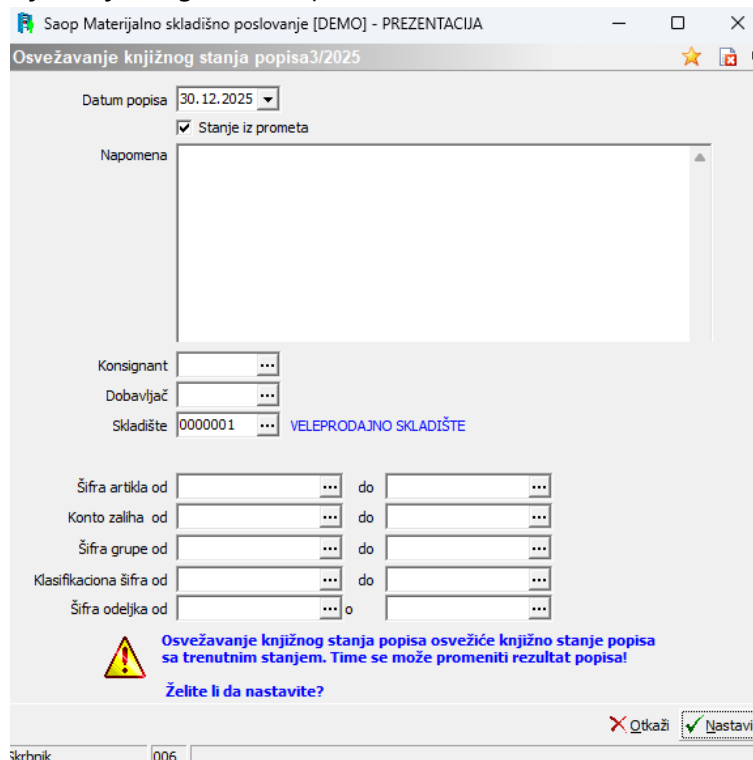 Saop Materijalno skladišno poslovanje [DEMO] - PREZENTACIJA
Osvežavanje knjižnog stanja popisa3/2025
Datum popisa 30.12.2025
Stanje iz prometa
Napomena
Konsignant
Dobavljač
Skladište 0000001 VELEPRODAJNO SKLADIŠTE
Šifra artikla od do
Konto zaliha od do
Šifra grupe od do
Klasifikaciona šifra od do
Šifra odeljka od o
Osvežavanje knjižnog stanja popisa osvežiće knjižno stanje popisa
sa trenutnim stanjem. Time se može promeniti rezultat popisa!
Želite li da nastavite?
Otkaži Nastavi
Skrbnik 006